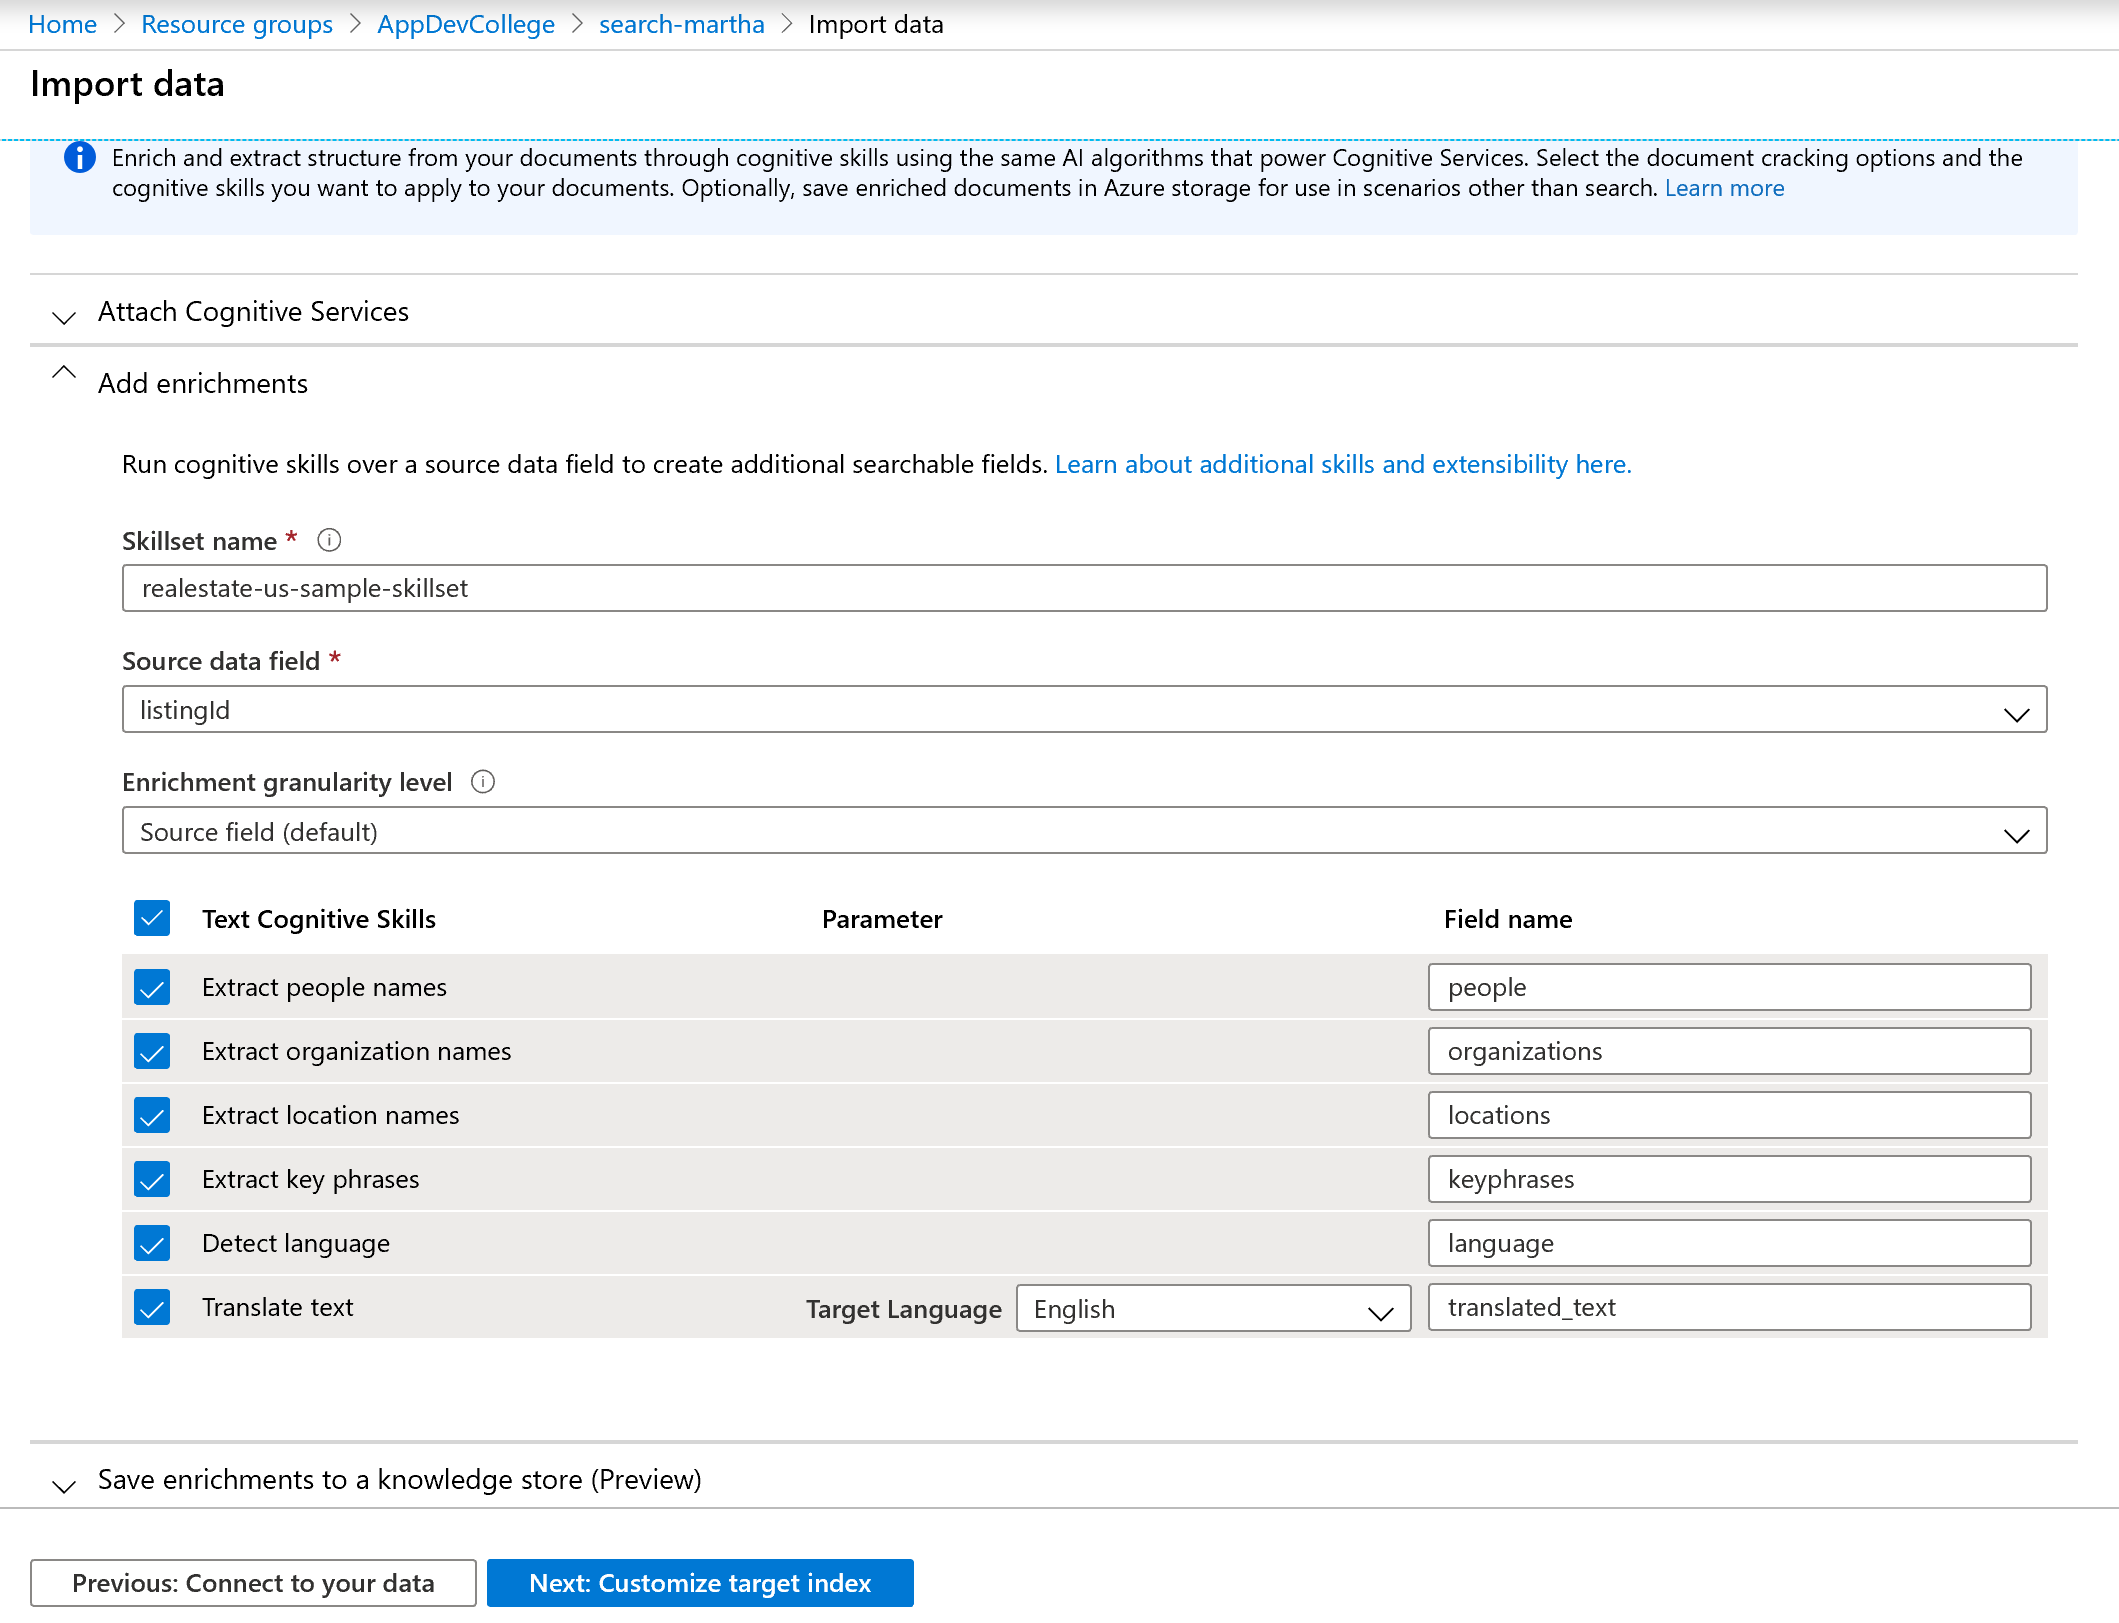 Home > Resource groups > AppDevCollege > search-martha > Import data
Import data
Enrich and extract structure from your documents through cognitive skills using the same AI algorithms that power Cognitive Services. Select the document cracking options and the
cognitive skills you want to apply to your documents. Optionally, save enriched documents in Azure storage for use in scenarios other than search. Learn more
Attach Cognitive Services
Add enrichments
Run cognitive skills over a source data field to create additional searchable fields. Learn about additional skills and extensibility here.
Skillset name *
realestate-us-sample-skillset
Source data field *
listingId
Enrichment granularity level
Source field (default)
Text Cognitive Skills Parameter Field name
Extract people names people
Extract organization names organizations
Extract location names locations
Extract key phrases keyphrases
Detect language language
Translate text Target Language English translated_text
Save enrichments to a knowledge store (Preview)
Previous: Connect to your data Next: Customize target index